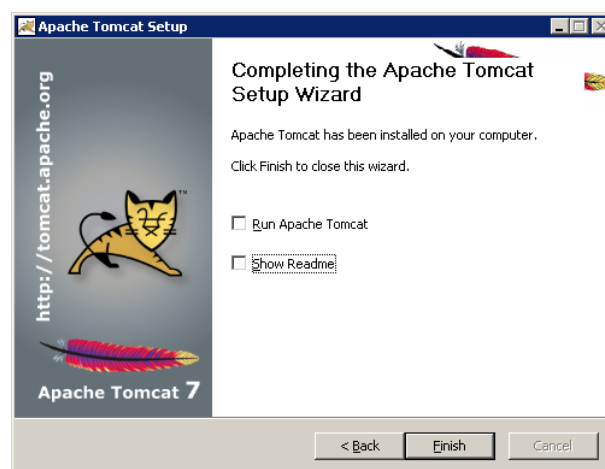 Apache Tomcat Setup
http://tomcat.apache.org
TM
Apache Tomcat 7
Completing the Apache Tomcat
Setup Wizard
Apache Tomcat has been installed on your computer.
Click Finish to close this wizard.
Run Apache Tomcat
Show Readme
< Back
Finish
Cancel